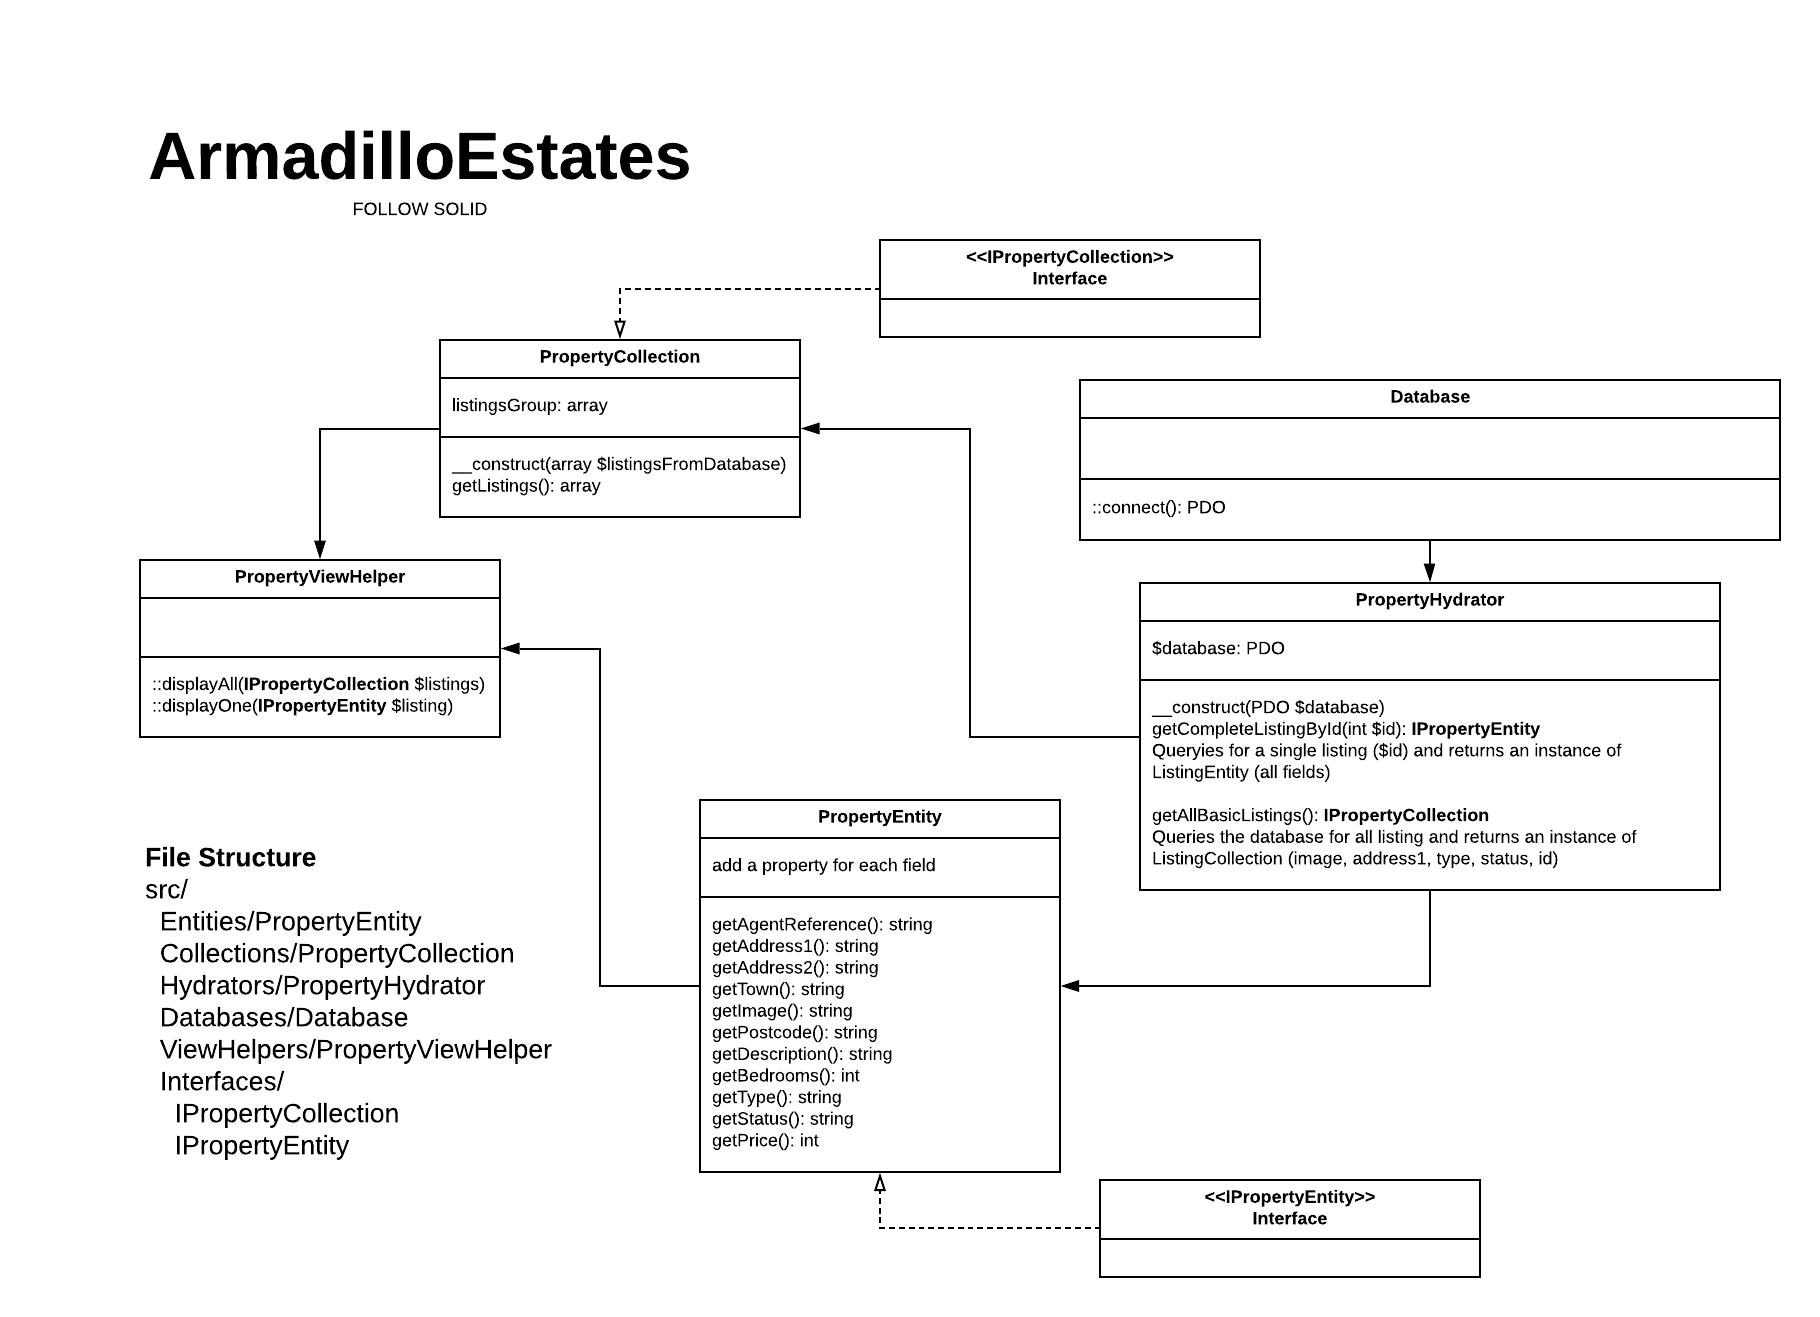 ArmadilloEstates
FOLLOW SOLID
<<IPropertyCollection>>
Interface
PropertyCollection
listingsGroup: array
__construct(array $listingsFromDatabase)
getListings(): array
Database
::connect(): PDO
PropertyViewHelper
::displayAll(IPropertyCollection $listings)
::displayOne(IPropertyEntity $listing)
PropertyHydrator
$database: PDO
__construct(PDO $database)
getCompleteListingById(int $id): IPropertyEntity
Queryies for a single listing ($id) and returns an instance of
ListingEntity (all fields)
getAllBasicListings(): IPropertyCollection
Queries the database for all listing and returns an instance of
ListingCollection (image, address1, type, status, id)
PropertyEntity
add a property for each field
getAgentReference(): string
getAddress1(): string
getAddress2(): string
getTown(): string
getImage(): string
getPostcode(): string
getDescription(): string
getBedrooms(): int
getType(): string
getStatus(): string
getPrice(): int
File Structure
src/
Entities/PropertyEntity
Collections/PropertyCollection
Hydrators/PropertyHydrator
Databases/Database
ViewHelpers/PropertyViewHelper
Interfaces/
IPropertyCollection
IPropertyEntity
<<IPropertyEntity>>
Interface